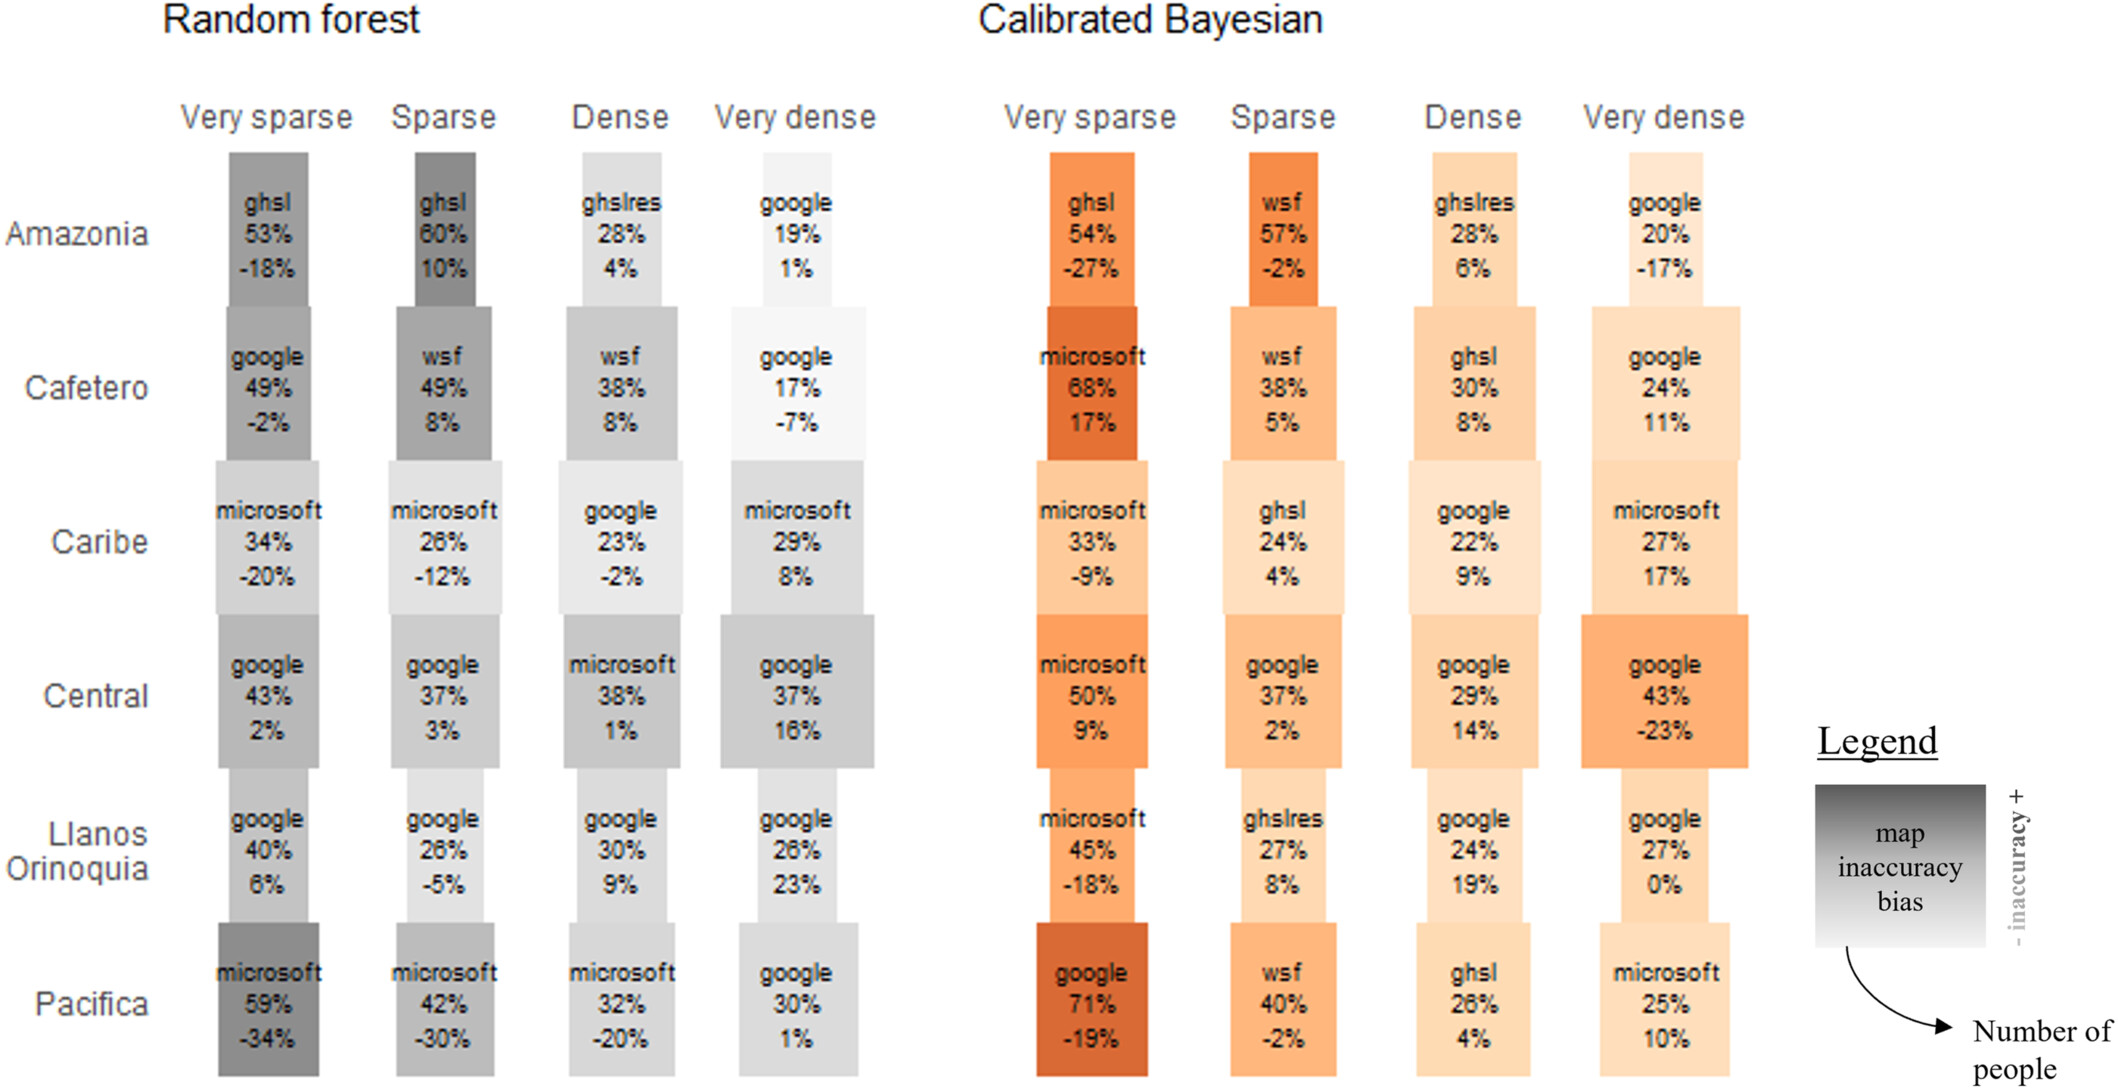 Random forest Calibrated Bayesian
Very sparse Sparse Dense Very dense Very sparse Sparse Dense Very dense
ghsl ghsl ghslres google ghsl wsf ghslres google
Amazonia 53% 60% 28% 19% 54% 57% 28% 20%
-18% 10% 4% 1% -27% -2% 6% -17%
google wsf wsf google microsoft wsf ghsl google
Cafetero 49% 49% 38% 17% 68% 38% 30% 24%
-2% 8% 8% -7% 17% 5% 8% 11%
microsoft microsoft google microsoft microsoft ghsl google microsoft
Caribe 34% 26% 23% 29% 33% 24% 22% 27%
-20% -12% -2% 8% -9% 4% 9% 17%
google google microsoft google microsoft google google google
Central 43% 37% 38% 37% 50% 37% 29% 43%
2% 3% 1% 16% 9% 2% 14% -23%
google google google google microsoft ghslres google google
Llanos
Orinoquia
40% 26% 30% 26% 45% 27% 24% 27%
6% -5% 9% 23% -18% 8% 19% 0%
microsoft microsoft microsoft google google wsf ghsl microsoft
Pacifica 59% 42% 32% 30% 71% 40% 26% 25%
-34% -30% -20% 1% -19% -2% 4% 10%
Legend
map
inaccuracy
bias
- inaccuracy +
Number of
people